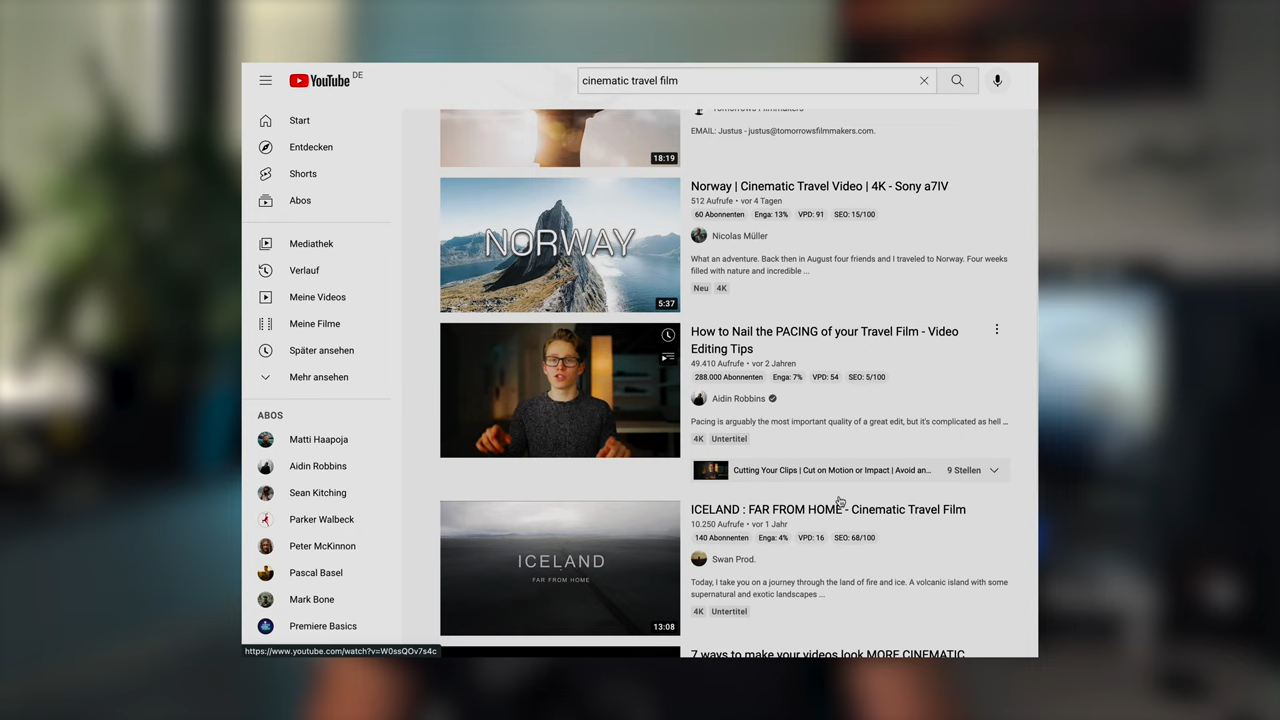 YouTube DE
cinematic travel film
Start
Entdecken
Shorts
Abos
Mediathek
Verlauf
Meine Videos
Meine Filme
Später ansehen
Mehr ansehen
ABOS
Matti Haapoja
Aidin Robbins
Sean Kitching
Parker Walbeck
Peter McKinnon
Pascal Basel
Mark Bone
Premiere Basics
https://www.youtube.com/watch?v=W0ssQOv7s4c
18:19
Tomorrows Filmmakers
EMAIL: Justus - justus@tomorrowsfilmmakers.com.
NORWAY
5:37
Norway | Cinematic Travel Video | 4K - Sony a7IV
512 Aufrufe • vor 4 Tagen
60 Abonnenten Enga: 13% VPD: 91 SEO: 15/100
Nicolas Müller
What an adventure. Back then in August four friends and I traveled to Norway. Four weeks
filled with nature and incredible ...
Neu 4K
How to Nail the PACING of your Travel Film - Video
Editing Tips
49.410 Aufrufe • vor 2 Jahren
288.000 Abonnenten Enga: 7% VPD: 54 SEO: 5/100
Aidin Robbins
Pacing is arguably the most important quality of a great edit, but it's complicated as hell ...
4K Untertitel
Cutting Your Clips | Cut on Motion or Impact | Avoid an... 9 Stellen
ICELAND
FAR FROM HOME
13:08
ICELAND : FAR FROM HOME - Cinematic Travel Film
10.250 Aufrufe • vor 1 Jahr
140 Abonnenten Enga: 4% VPD: 16 SEO: 68/100
Swan Prod.
Today, I take you on a journey through the land of fire and ice. A volcanic island with some
supernatural and exotic landscapes ...
4K Untertitel
7 ways to make your videos look MORE CINEMATIC